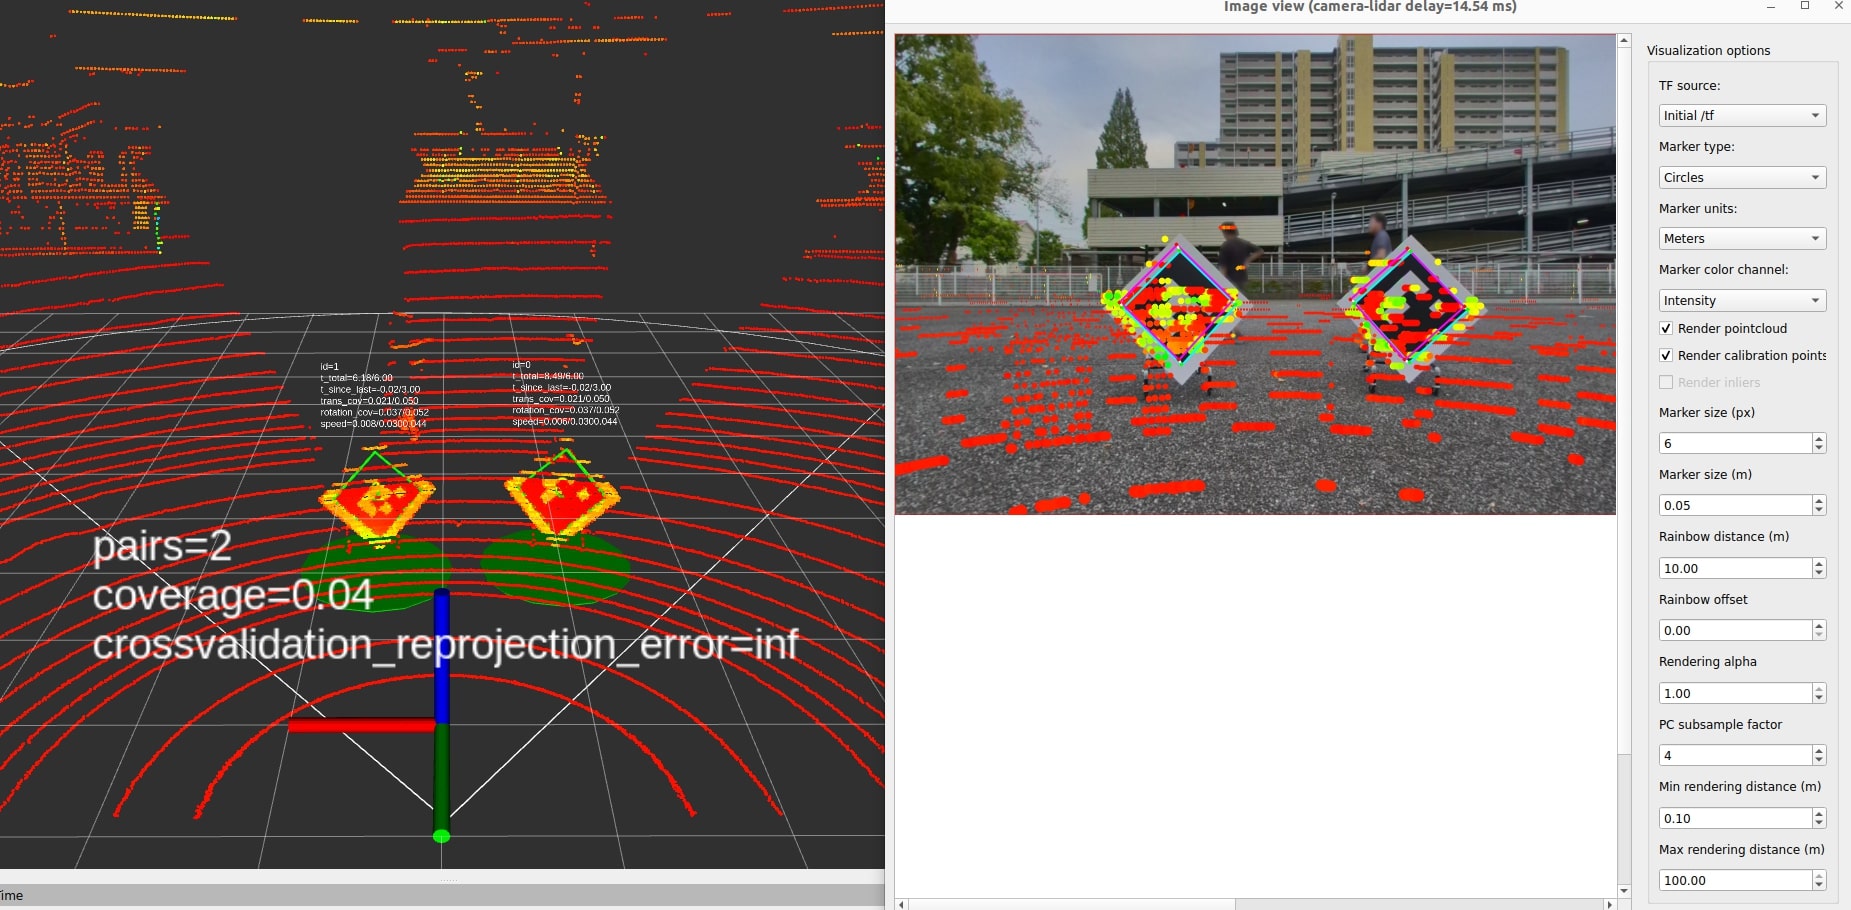 Image view (camera-lidar delay=14.54 ms)
id=1
t_total=6.18/6.00
t_since_last=-0.02/3.00
trans_cov=0.021/0.050
rotation_cov=0.037/0.052
speed=0.008/0.0300.044
id=0
t_total=8.49/6.00
t_since_last=-0.02/3.00
trans_cov=0.021/0.050
rotation_cov=0.037/0.052
speed=0.006/0.0300.044
pairs=2
coverage=0.04
crossvalidation_reprojection_error=inf
Time
Visualization options
TF source:
Initial /tf
Marker type:
Circles
Marker units:
Meters
Marker color channel:
Intensity
Render pointcloud
Render calibration points
Render inliers
Marker size (px)
6
Marker size (m)
0.05
Rainbow distance (m)
10.00
Rainbow offset
0.00
Rendering alpha
1.00
PC subsample factor
4
Min rendering distance (m)
0.10
Max rendering distance (m)
100.00